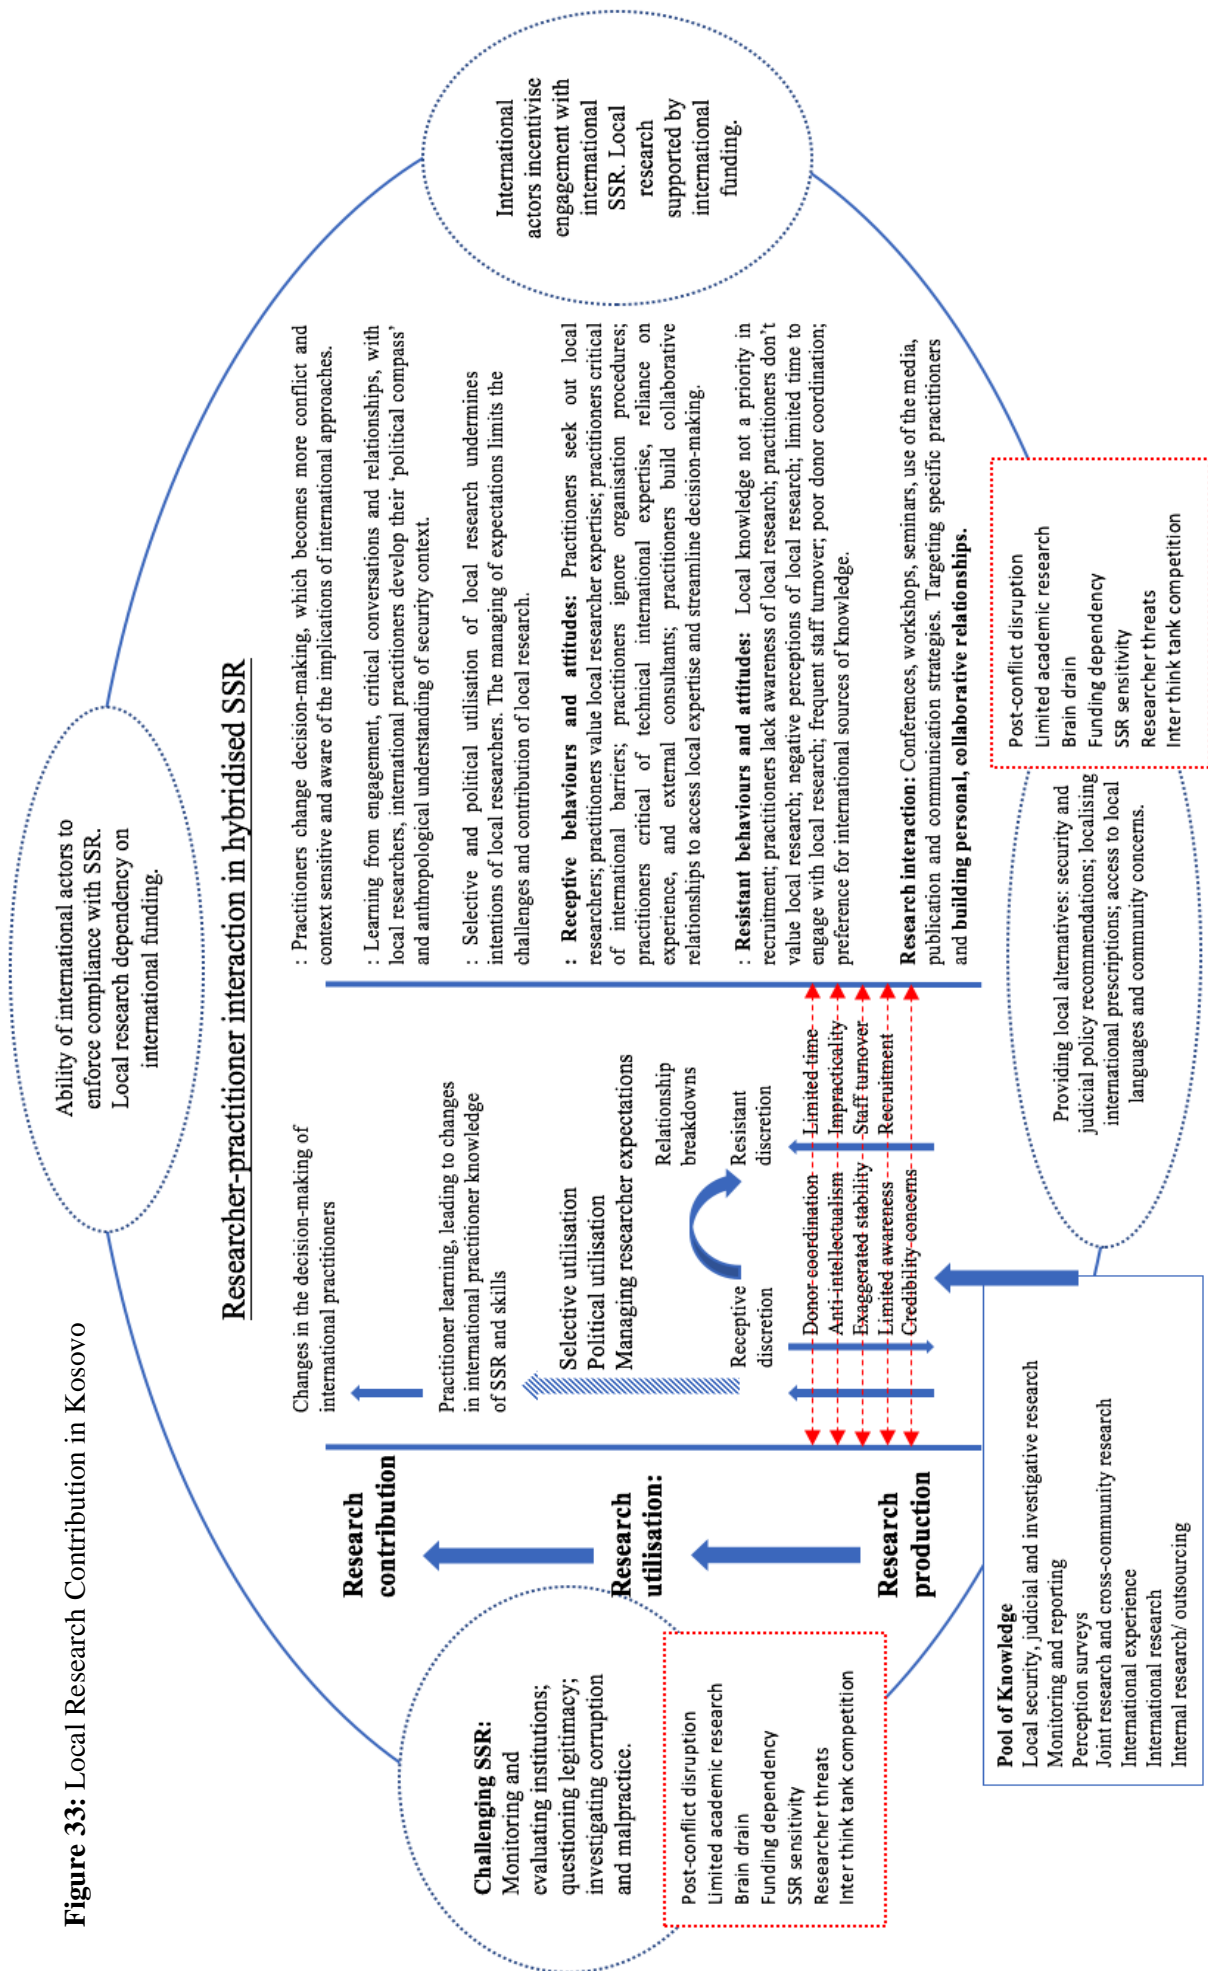 Figure 33: Local Research Contribution in Kosovo
Ability of international actors to
enforce compliance with SSR.
Local research dependency on
international funding.
Researcher-practitioner interaction in hybridised SSR
Challenging SSR:
Monitoring and
evaluating institutions;
questioning legitimacy;
investigating corruption
and malpractice.
Post-conflict disruption
Limited academic research
Brain drain
Funding dependency
SSR sensitivity
Researcher threats
Inter think tank competition
Research
contribution
Research
utilisation:
Research
production
Changes in the decision-making of
international practitioners
Practitioner learning, leading to changes
in international practitioner knowledge
of SSR and skills
Selective utilisation
Political utilisation
Managing researcher expectations
Relationship
breakdowns
Receptive
discretion
Resistant
discretion
Donor coordination Limited time
Anti-intellectualism Impracticality
Exaggerated stability Staff turnover
Limited awareness Recruitment
Credibility concerns
: Practitioners change decision-making, which becomes more conflict and
context sensitive and aware of the implications of international approaches.
: Learning from engagement, critical conversations and relationships, with
local researchers, international practitioners develop their ‘political compass’
and anthropological understanding of security context.
: Selective and political utilisation of local research undermines
intentions of local researchers. The managing of expectations limits the
challenges and contribution of local research.
: Receptive behaviours and attitudes: Practitioners seek out local
researchers; practitioners value local researcher expertise; practitioners critical
of international barriers; practitioners ignore organisation procedures;
practitioners critical of technical international expertise, reliance on
experience, and external consultants; practitioners build collaborative
relationships to access local expertise and streamline decision-making.
: Resistant behaviours and attitudes: Local knowledge not a priority in
recruitment; practitioners lack awareness of local research; practitioners don’t
value local research; negative perceptions of local research; limited time to
engage with local research; frequent staff turnover; poor donor coordination;
preference for international sources of knowledge.
Research interaction: Conferences, workshops, seminars, use of the media,
publication and communication strategies. Targeting specific practitioners
and building personal, collaborative relationships.
International
actors incentivise
engagement with
international
SSR. Local
research
supported by
international
funding.
Pool of Knowledge
Local security, judicial and investigative research
Monitoring and reporting
Perception surveys
Joint research and cross-community research
International experience
International research
Internal research/ outsourcing
Providing local alternatives: security and
judicial policy recommendations; localising
international prescriptions; access to local
languages and community concerns.
Post-conflict disruption
Limited academic research
Brain drain
Funding dependency
SSR sensitivity
Researcher threats
Inter think tank competition